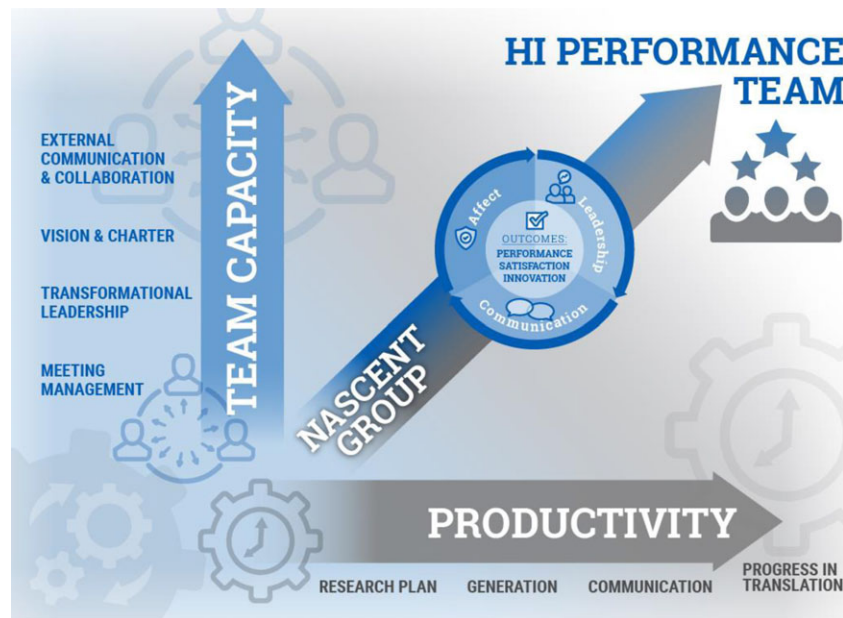 HI PERFORMANCE
TEAM
EXTERNAL
COMMUNICATION
& COLLABORATION
VISION & CHARTER
TRANSFORMATIONAL
LEADERSHIP
MEETING
MANAGEMENT
TEAM CAPACITY
Affect
Leadership
Communication
OUTCOMES:
PERFORMANCE
SATISFACTION
INNOVATION
NASCENT
GROUP
PRODUCTIVITY
RESEARCH PLAN
GENERATION
COMMUNICATION
PROGRESS IN
TRANSLATION